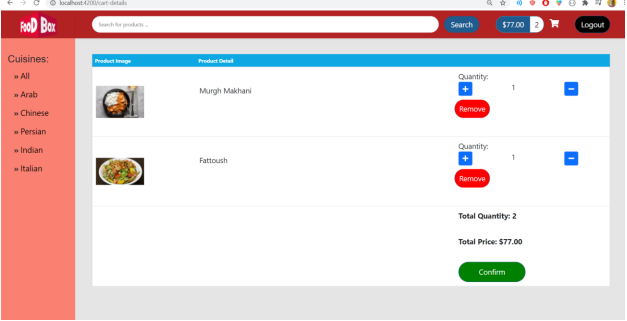 localhost:4200/cart-details
FooD Box
Search for products ...
Search
$77.00 2
Logout
Cuisines:
» All
» Arab
» Chinese
» Persian
» Indian
» Italian
Product Image Product Detail
Murgh Makhani
Quantity:
+ 1 −
Remove
Fattoush
Quantity:
+ 1 −
Remove
Total Quantity: 2
Total Price: $77.00
Confirm